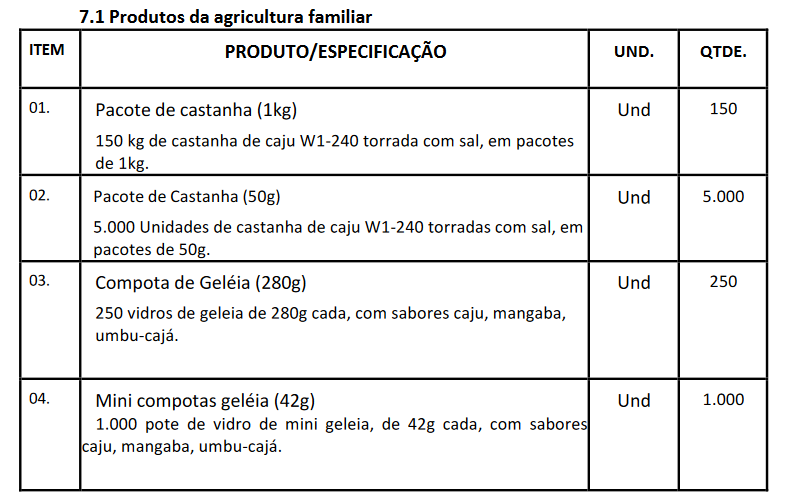 7.1 Produtos da agricultura familiar
ITEM PRODUTO/ESPECIFICAÇÃO UND. QTDE.
01. Pacote de castanha (1kg) Und 150
150 kg de castanha de caju W1-240 torrada com sal, em pacotes
de 1kg.
02. Pacote de Castanha (50g) Und 5.000
5.000 Unidades de castanha de caju W1-240 torradas com sal, em
pacotes de 50g.
03. Compota de Geléia (280g) Und 250
250 vidros de geleia de 280g cada, com sabores caju, mangaba,
umbu-cajá.
04. Mini compotas geléia (42g) Und 1.000
1.000 pote de vidro de mini geleia, de 42g cada, com sabores
caju, mangaba, umbu-cajá.